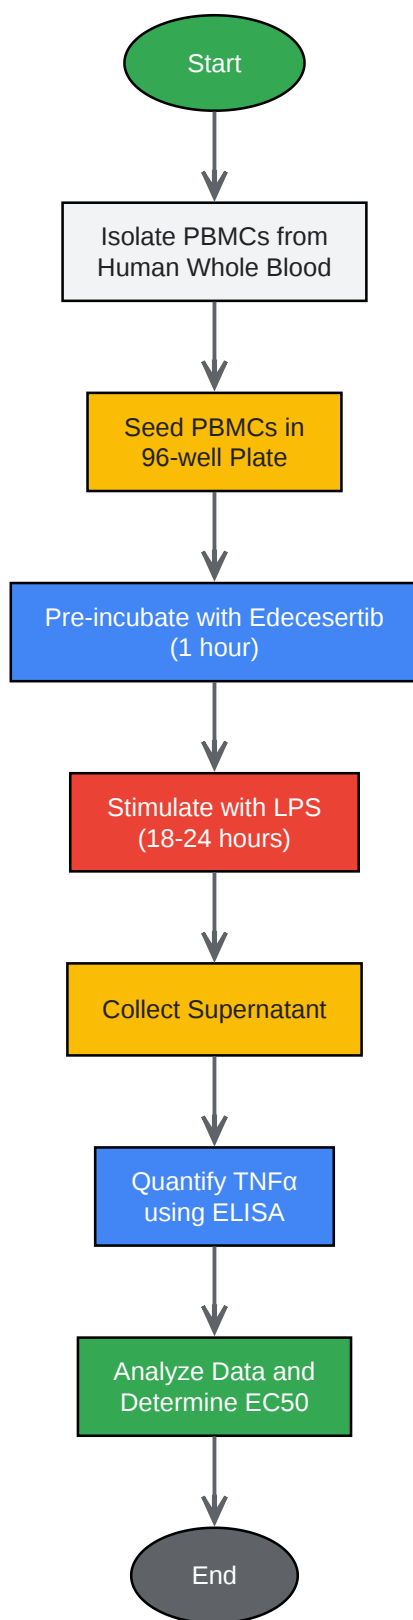 Start
Isolate PBMCs from
Human Whole Blood
Seed PBMCs in
96-well Plate
Pre-incubate with Edecesertib
(1 hour)
Stimulate with LPS
(18-24 hours)
Collect Supernatant
Quantify TNFα
using ELISA
Analyze Data and
Determine EC50
End